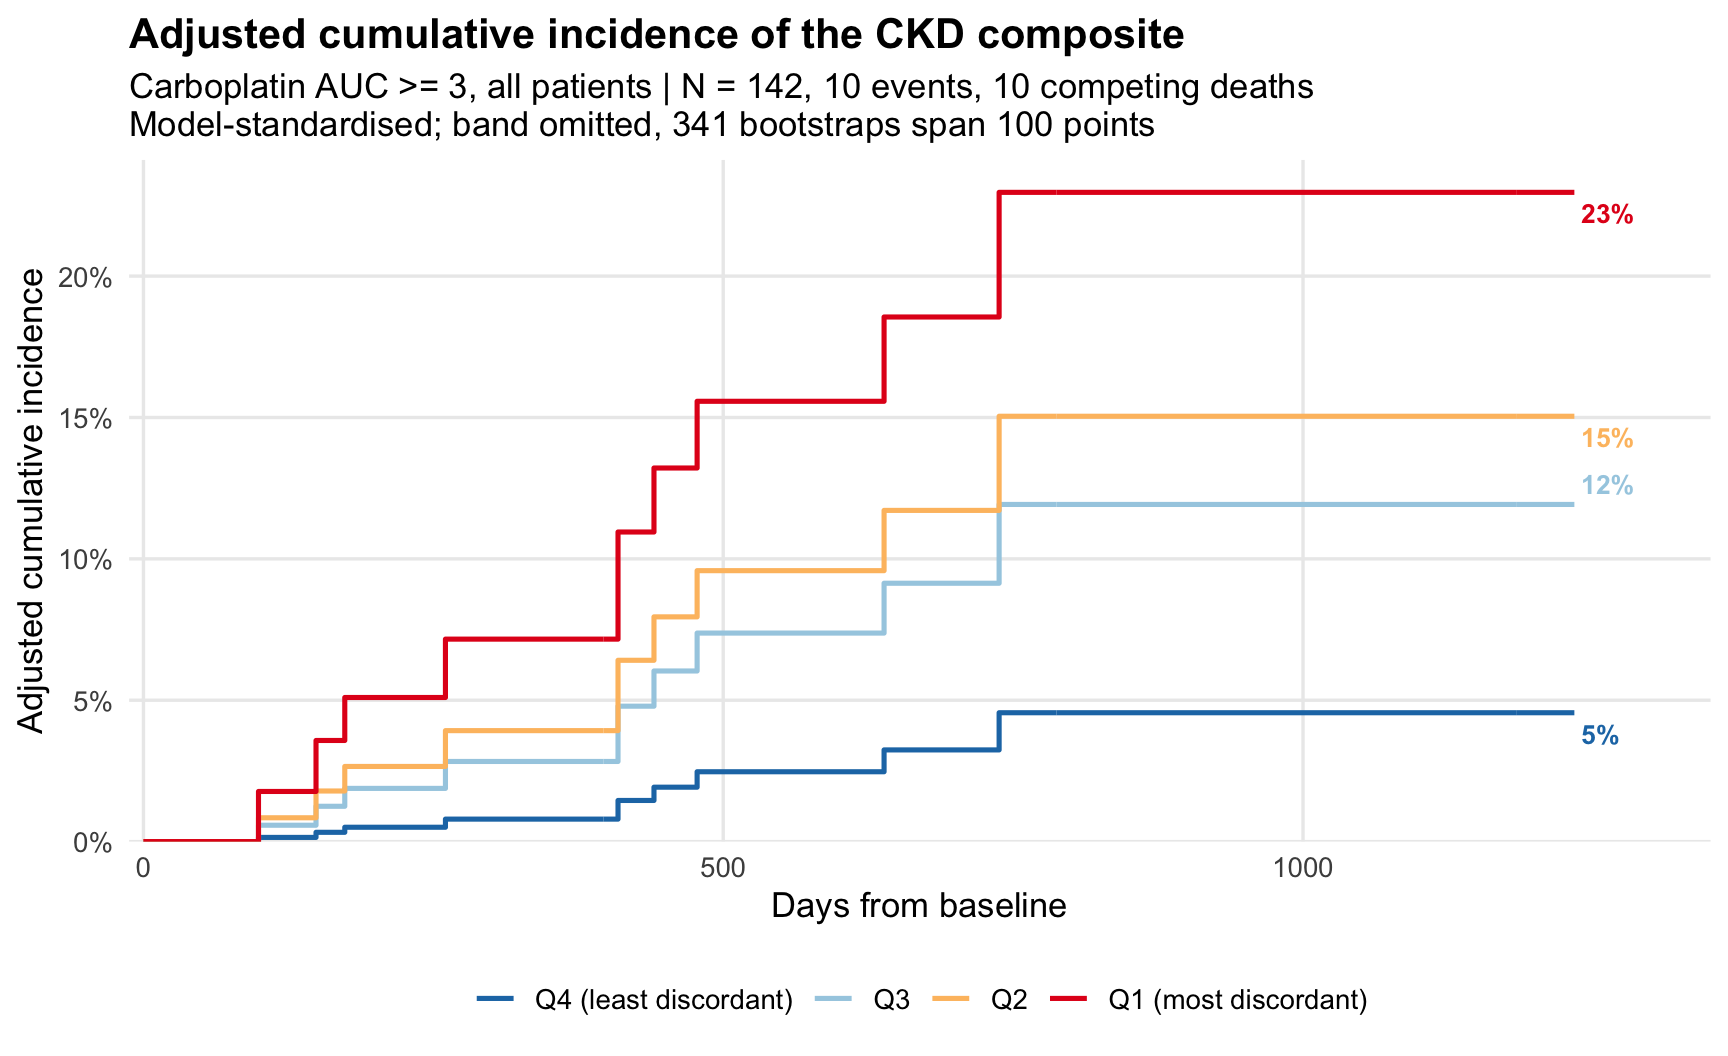 Adjusted cumulative incidence of the CKD composite
Carboplatin AUC >= 3, all patients | N = 142, 10 events, 10 competing deaths
Model-standardised; band omitted, 341 bootstraps span 100 points
Adjusted cumulative incidence
20%
15%
10%
5%
0%
23%
15%
12%
5%
0
500
1000
Days from baseline
Q4 (least discordant)
Q3
Q2
Q1 (most discordant)